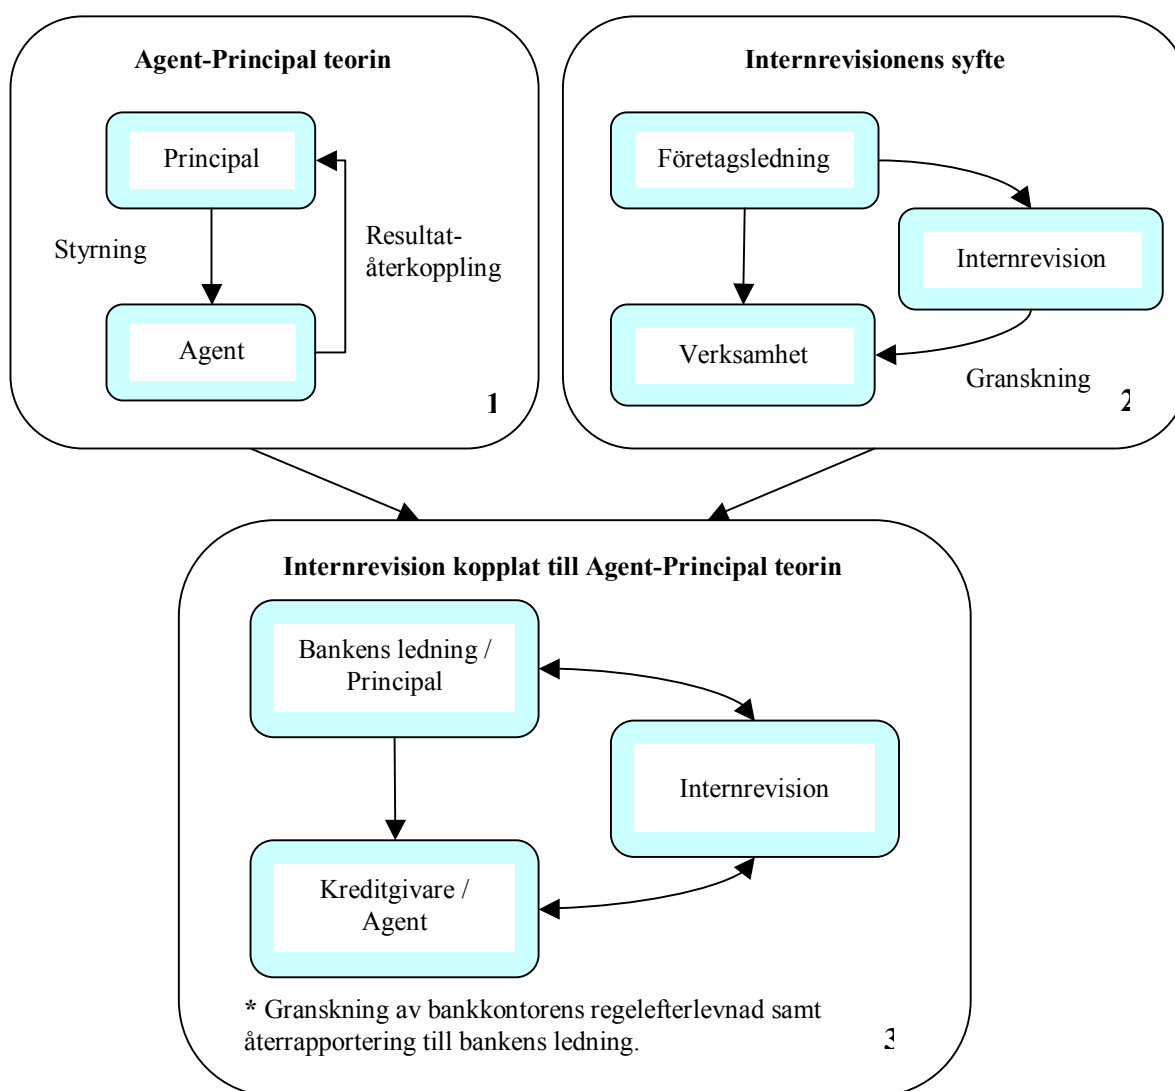 Agent-Principal teorin
Principal
Styrning
Resultat-
återkoppling
Agent
1
Internrevisionens syfte
Företagsledning
Internrevision
Verksamhet
Granskning
2
Internrevision kopplat till Agent-Principal teorin
Bankens ledning /
Principal
Internrevision
Kreditgivare /
Agent
* Granskning av bankkontorens regelefterlevnad samt
återrapportering till bankens ledning.
3